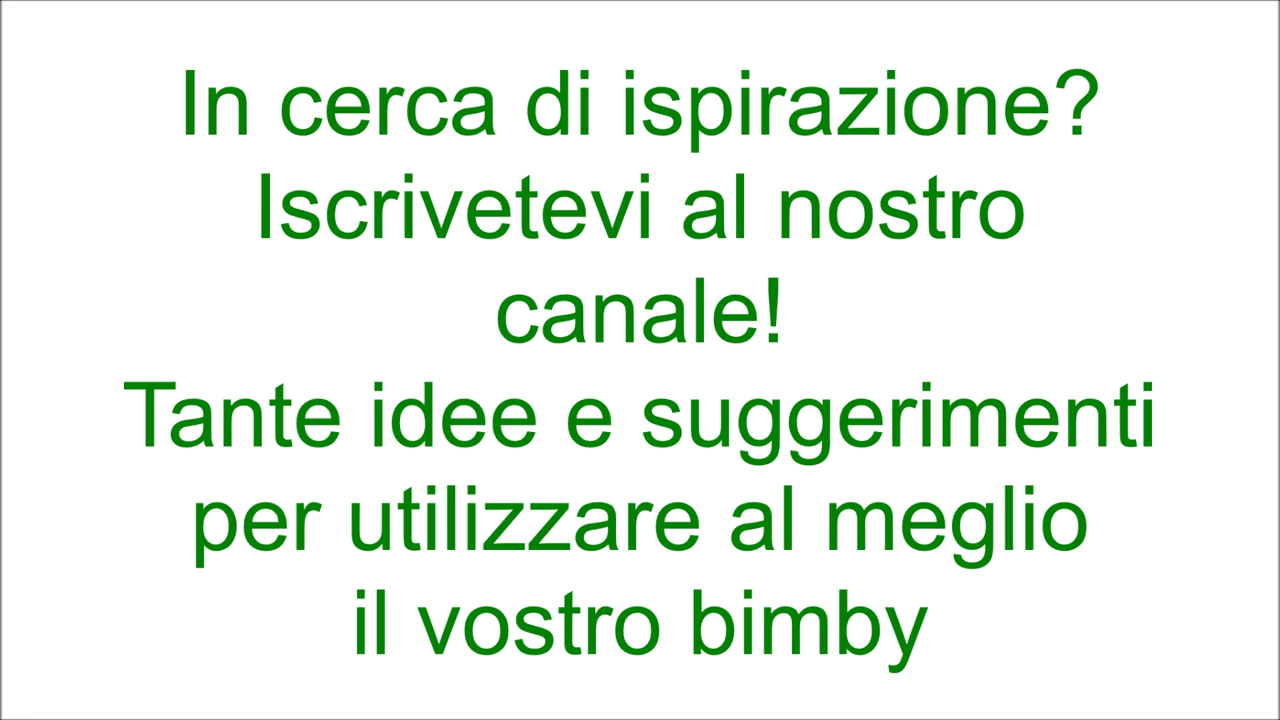 In cerca di ispirazione?
Iscrivetevi al nostro
canale!
Tante idee e suggerimenti
per utilizzare al meglio
il vostro bimby